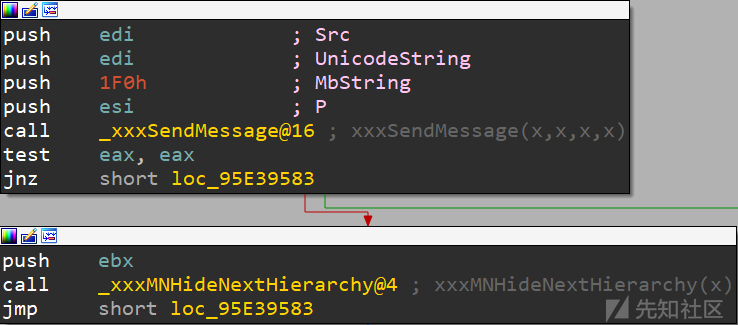 push edi ; Src
push edi ; UnicodeString
push 1F0h ; MbString
push esi ; P
call _xxxSendMessage@16 ; xxxSendMessage(x,x,x,x)
test eax, eax
jnz short loc_95E39583
push ebx
call _xxxMNHideNextHierarchy@4 ; xxxMNHideNextHierarchy(x)
jmp short loc_95E39583
先知社区